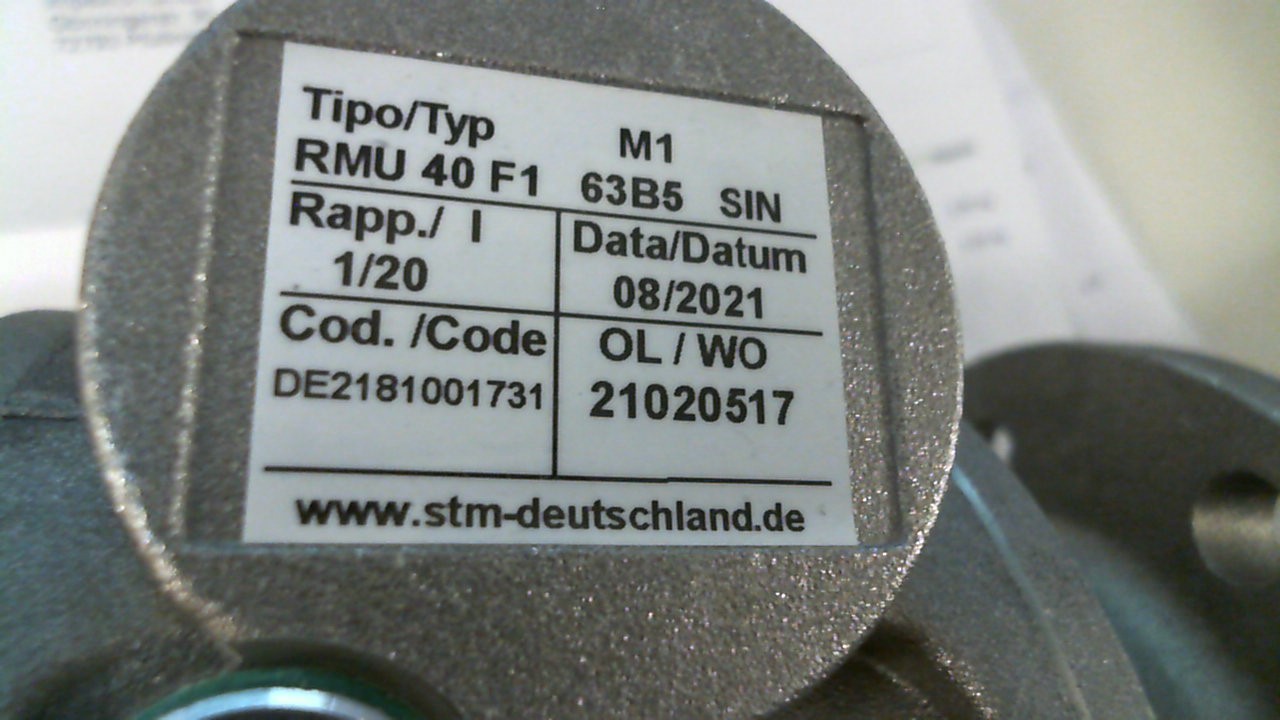 Tipo/Typ M1
RMU 40 F1 63B5 SIN
Rapp./ I
1/20
Data/Datum
08/2021
Cod. /Code
DE2181001731
OL / WO
21020517
www.stm-deutschland.de